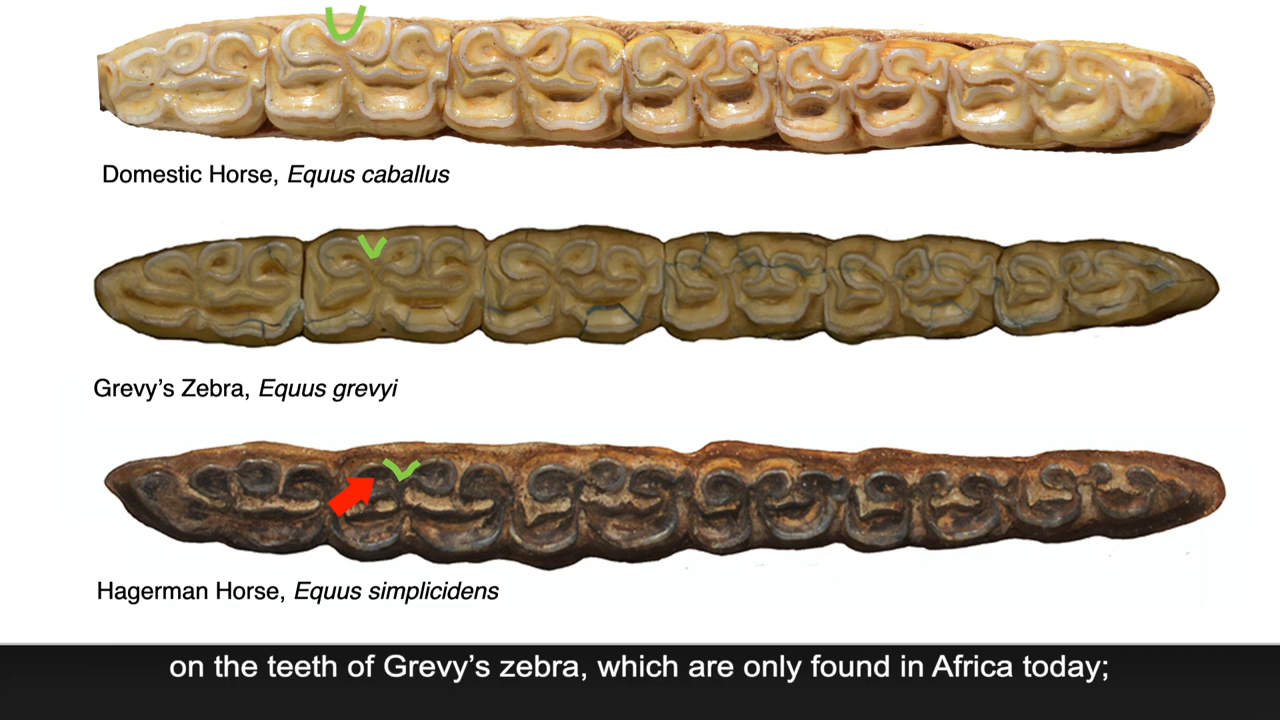 Domestic Horse, Equus caballus
Grevy’s Zebra, Equus grevyi
Hagerman Horse, Equus simplicidens
on the teeth of Grevy’s zebra, which are only found in Africa today;